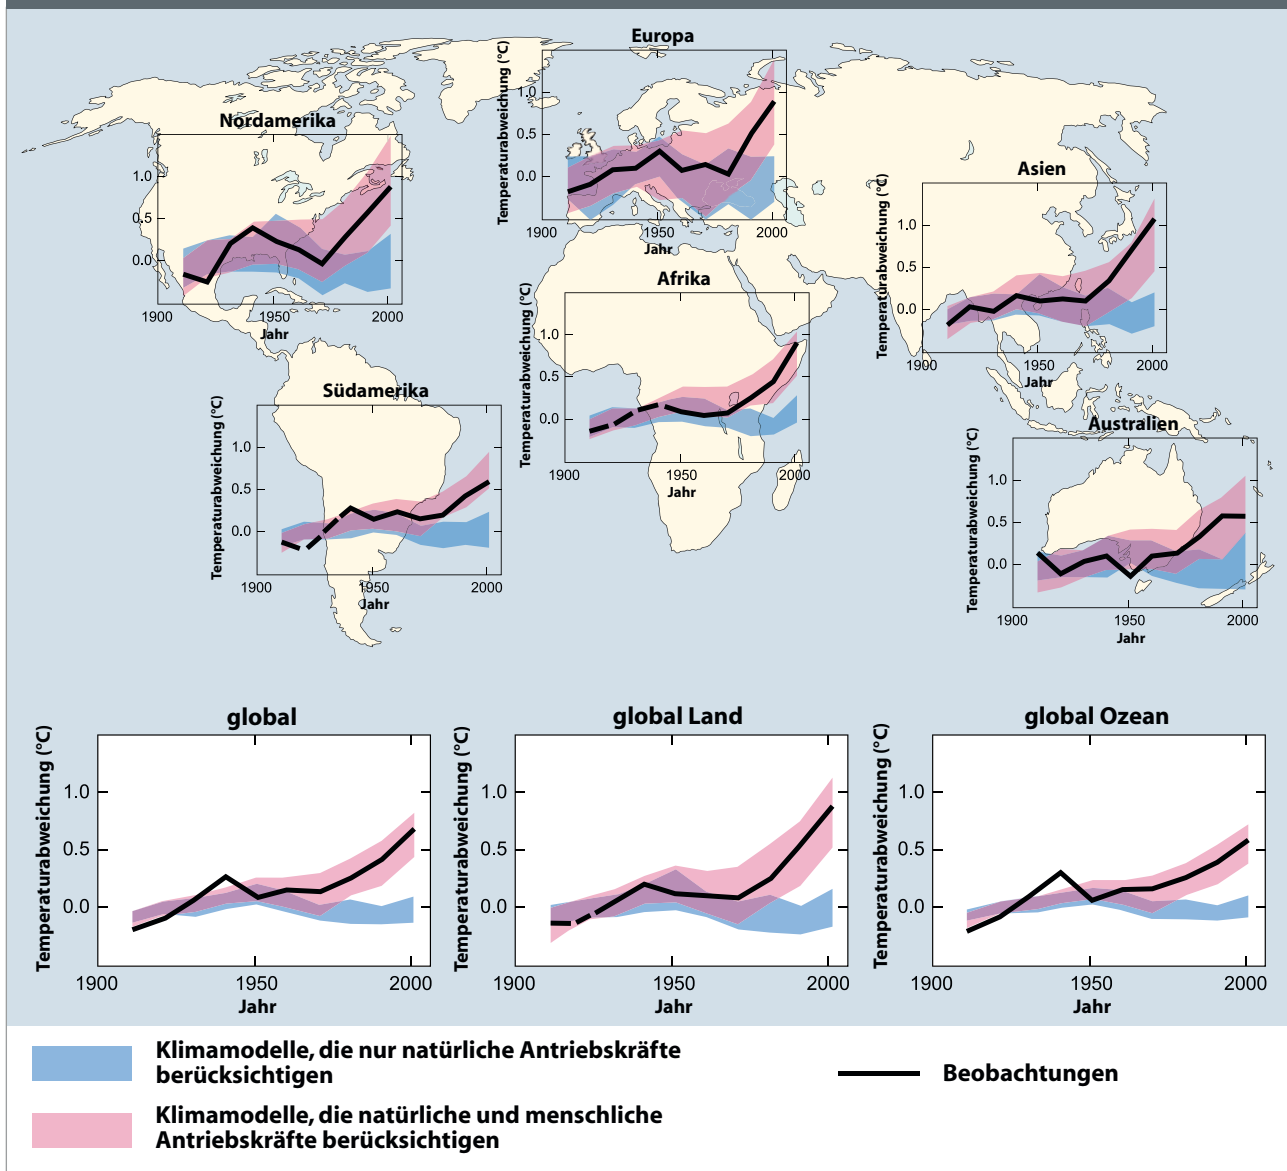 Europa
Temperaturabweichung (°C)
1.0
0.5
0.0
1900
1950
2000
Jahr
Nordamerika
Temperaturabweichung (°C)
1.0
0.5
0.0
1900
1950
2000
Jahr
Asien
Temperaturabweichung (°C)
1.0
0.5
0.0
1900
1950
2000
Jahr
Afrika
Temperaturabweichung (°C)
1.0
0.5
0.0
1900
1950
2000
Jahr
Südamerika
Temperaturabweichung (°C)
1.0
0.5
0.0
1900
1950
2000
Jahr
Australien
Temperaturabweichung (°C)
1.0
0.5
0.0
1900
1950
2000
Jahr
global
Temperaturabweichung (°C)
1.0
0.5
0.0
1900
1950
2000
Jahr
global Land
Temperaturabweichung (°C)
1.0
0.5
0.0
1900
1950
2000
Jahr
global Ozean
Temperaturabweichung (°C)
1.0
0.5
0.0
1900
1950
2000
Jahr
Klimamodelle, die nur natürliche Antriebskräfte
berücksichtigen
Beobachtungen
Klimamodelle, die natürliche und menschliche
Antriebskräfte berücksichtigen